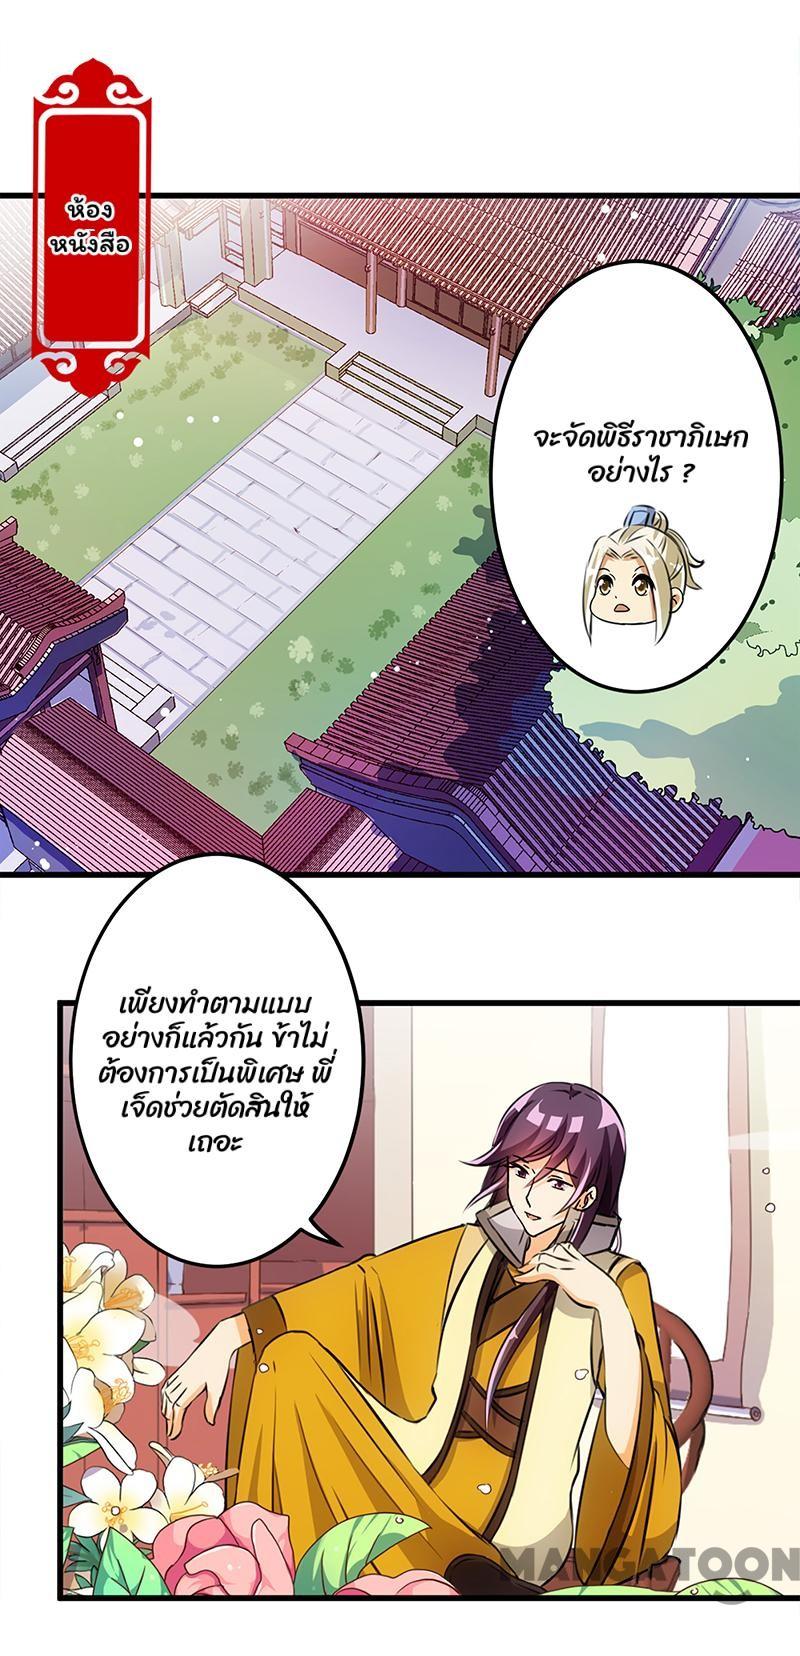 ห้อง
หนังสือ
จะจัดพิธีราชาภิเษก
อย่างไร ?
เพียงทำตามแบบ
อย่างก็แล้วกัน ข้าไม่
ต้องการเป็นพิเศษ พี่
เจ็ดช่วยตัดสินให้
เถอะ
MANGATOON